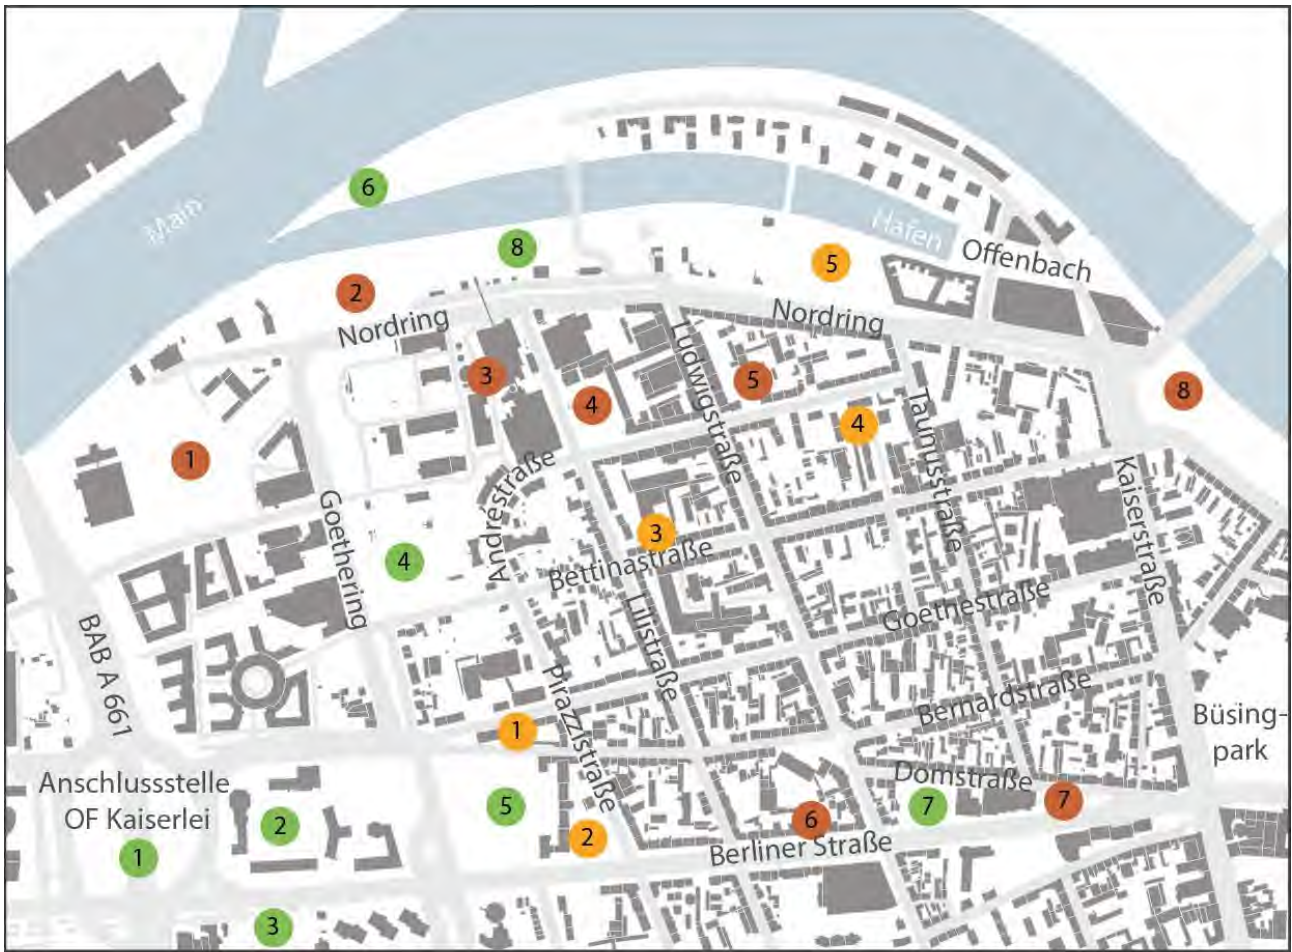 6
Main
8
Hafen
Offenbach
5
2
Nordring
Nordring
3
4
Ludwigstraße
5
8
4
Taunusstraße
1
Andréstraße
Kaiserstraße
Goethering
3
4
Bettinastraße
Goethestraße
Lilistraße
BAB A 661
Pirazzistraße
Bernardstraße
1
Büsing-
park
Anschlussstelle
OF Kaiserlei
Domstraße
5
7
7
2
6
2
Berliner Straße
1
3